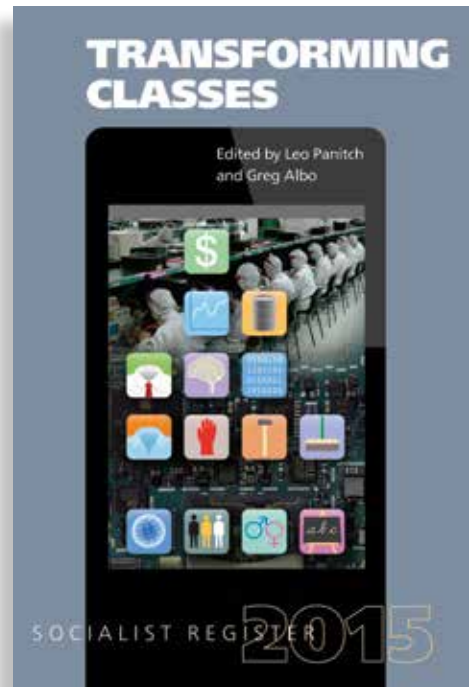 TRANSFORMING
CLASSES
Edited by Leo Panitch
and Greg Albo
$
abc
SOCIALIST REGISTER 2015